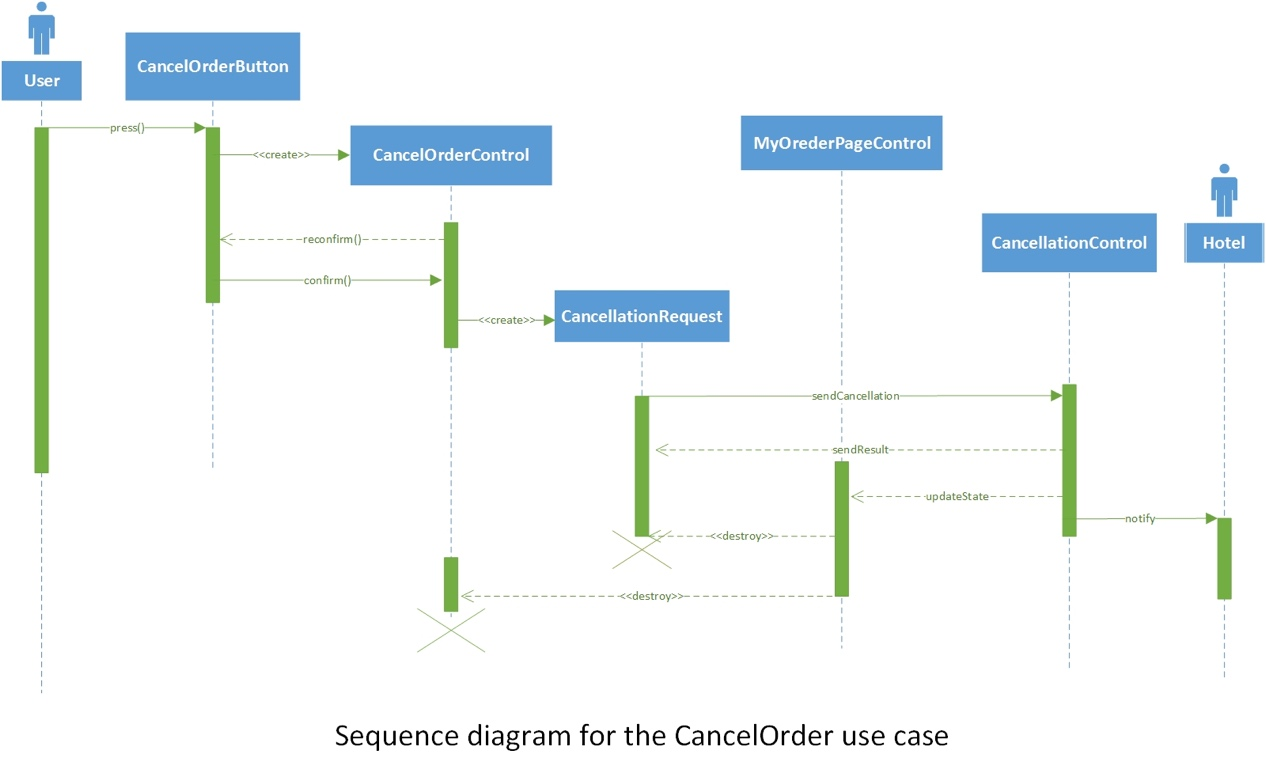 User
CancelOrderButton
press()
<<create>>
CancelOrderControl
MyOrederPageControl
reconfirm()
CancellationControl
Hotel
confirm()
<<create>>
CancellationRequest
sendCancellation
sendResult
updateState
notify
<<destroy>>
<<destroy>>
Sequence diagram for the CancelOrder use case